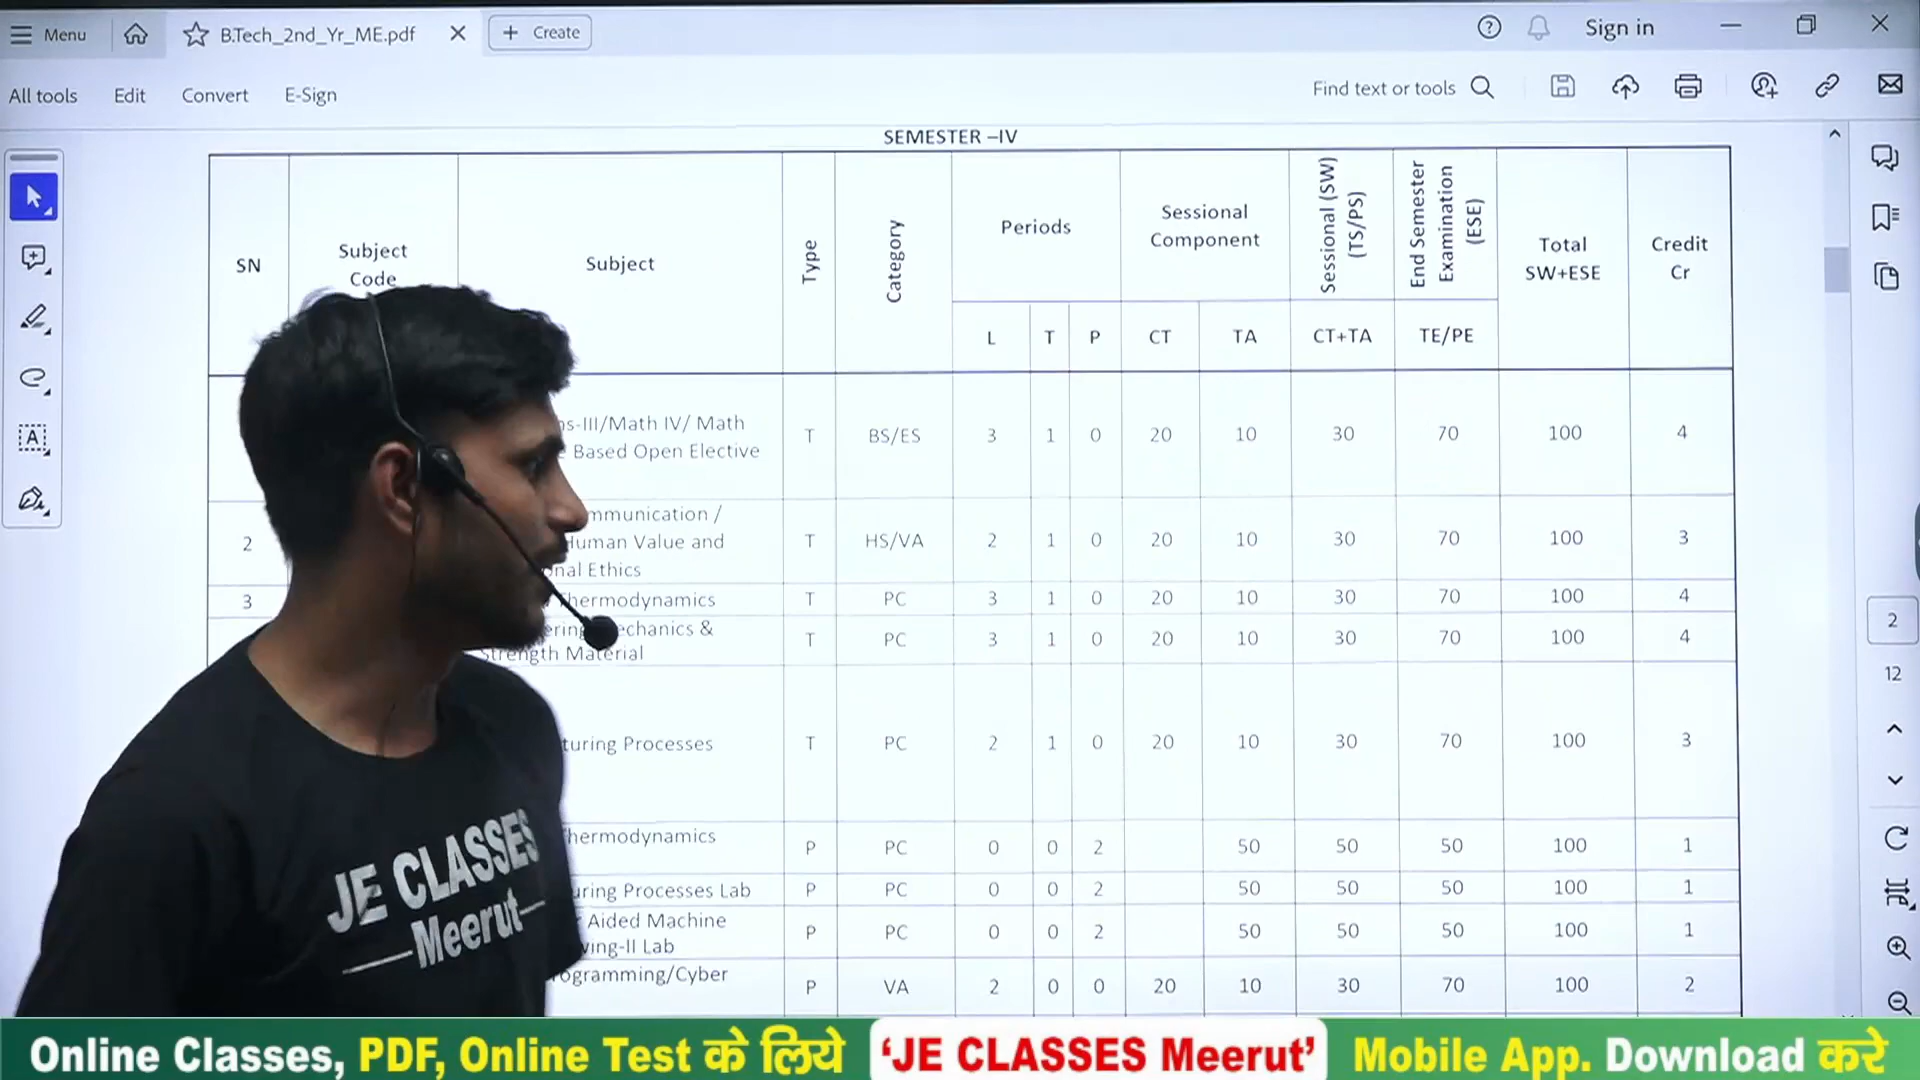 Menu
B.Tech_2nd_Yr_ME.pdf
+ Create
Sign in
All tools Edit Convert E-Sign
Find text or tools
SEMESTER –IV
SN
Subject Code
Subject
Type
Category
Periods
Sessional Component
Sessional (SW) (TS/PS)
End Semester Examination (ESE)
Total SW+ESE
Credit Cr
L T P CT TA CT+TA TE/PE
s-III/Math IV/ Math
Based Open Elective
T BS/ES 3 1 0 20 10 30 70 100 4
mmunication /
2 Human Value and T HS/VA 2 1 0 20 10 30 70 100 3
onal Ethics
3 Thermodynamics T PC 3 1 0 20 10 30 70 100 4
ering Mechanics &
Strength Material T PC 3 1 0 20 10 30 70 100 4
turing Processes T PC 2 1 0 20 10 30 70 100 3
Thermodynamics
P PC 0 0 2 50 50 50 100 1
uring Processes Lab P PC 0 0 2 50 50 50 100 1
Aided Machine
wing-II Lab P PC 0 0 2 50 50 50 100 1
ogramming/Cyber
P VA 2 0 0 20 10 30 70 100 2
2
12
JE CLASSES
Meerut
Online Classes, PDF, Online Test के लिये 'JE CLASSES Meerut' Mobile App. Download करे